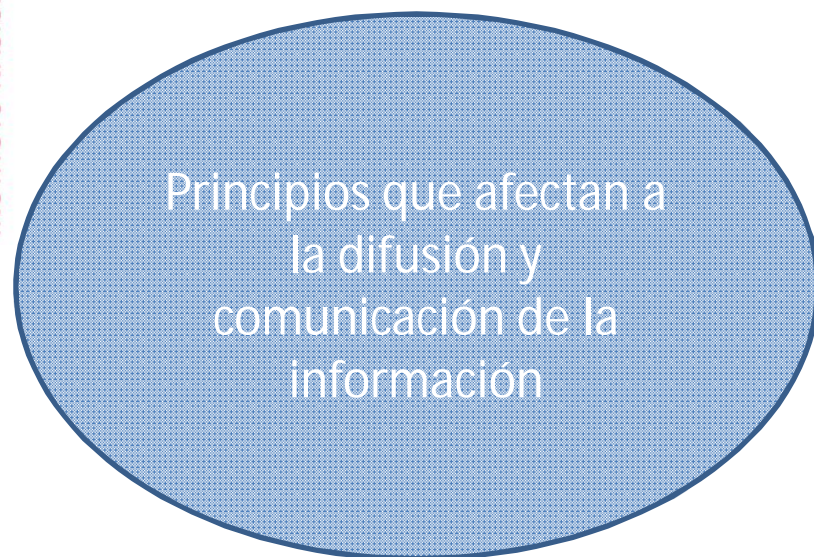 Principios que afectan a
la difusión y
comunicación de la
información